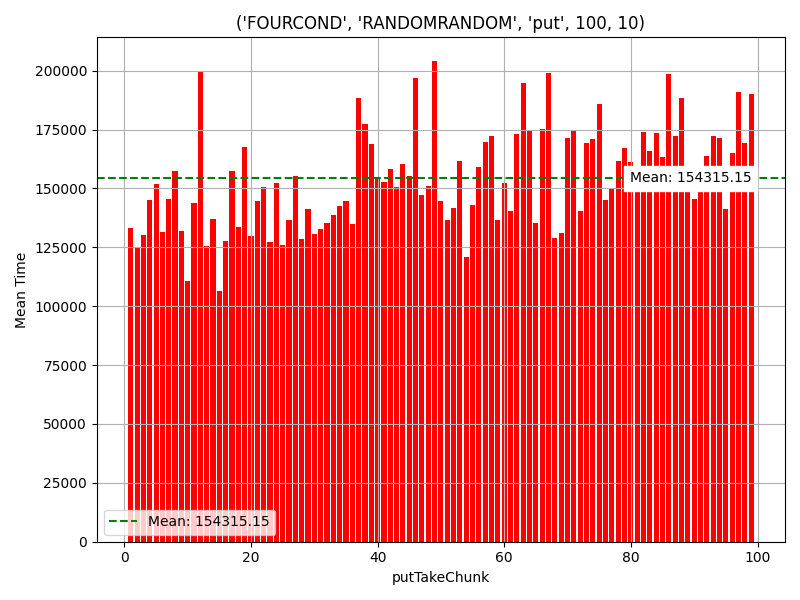 ('FOURCOND', 'RANDOMRANDOM', 'put', 100, 10)
Mean Time
200000
175000
150000
125000
100000
75000
50000
25000
0
Mean: 154315.15
Mean: 154315.15
0 20 40 60 80 100
putTakeChunk